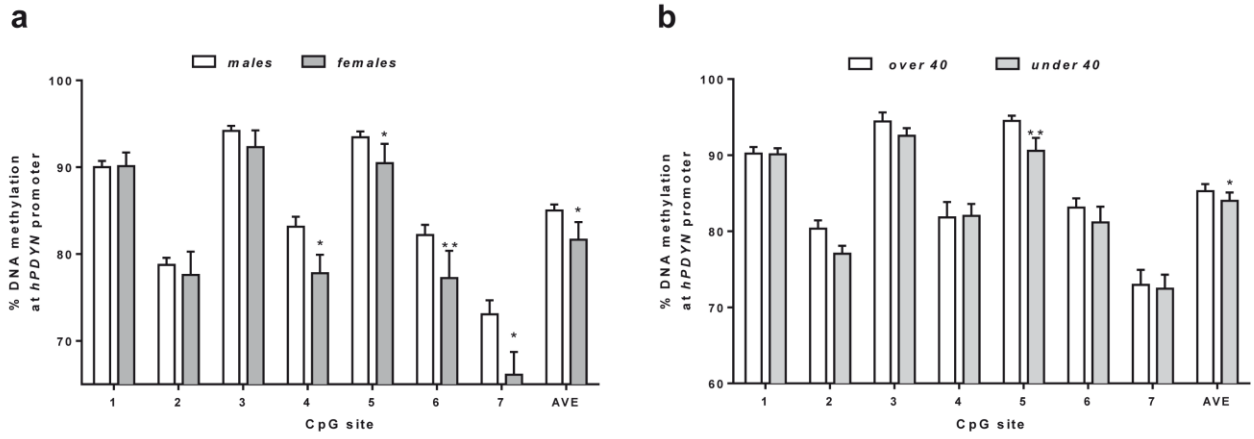 a
males females
% DNA methylation
at hPDYN promoter
100
90
80
70
* * ** * *
1 2 3 4 5 6 7 AVE
CpG site
b
over 40 under 40
% DNA methylation
at hPDYN promoter
100
90
80
70
60
** *
1 2 3 4 5 6 7 AVE
CpG site